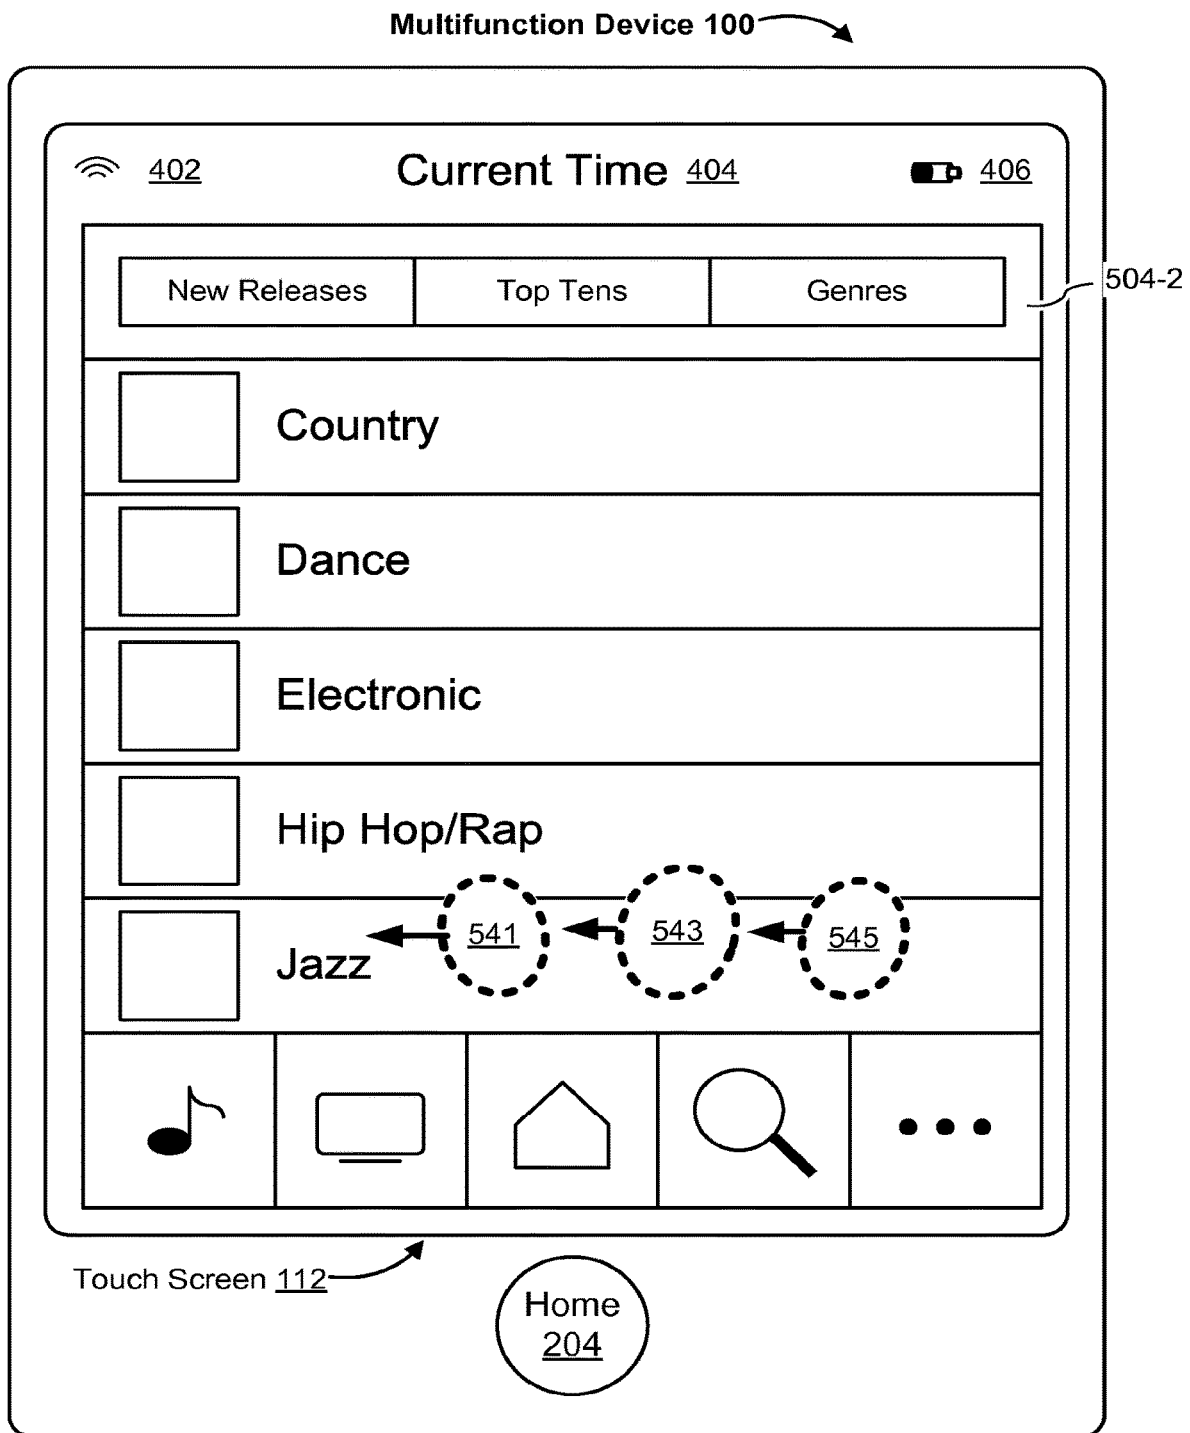 Multifunction Device 100
402 Current Time 404 406
504-2
New Releases Top Tens Genres
Country
Dance
Electronic
Hip Hop/Rap
541 543 545
Jazz
Touch Screen 112
Home
204